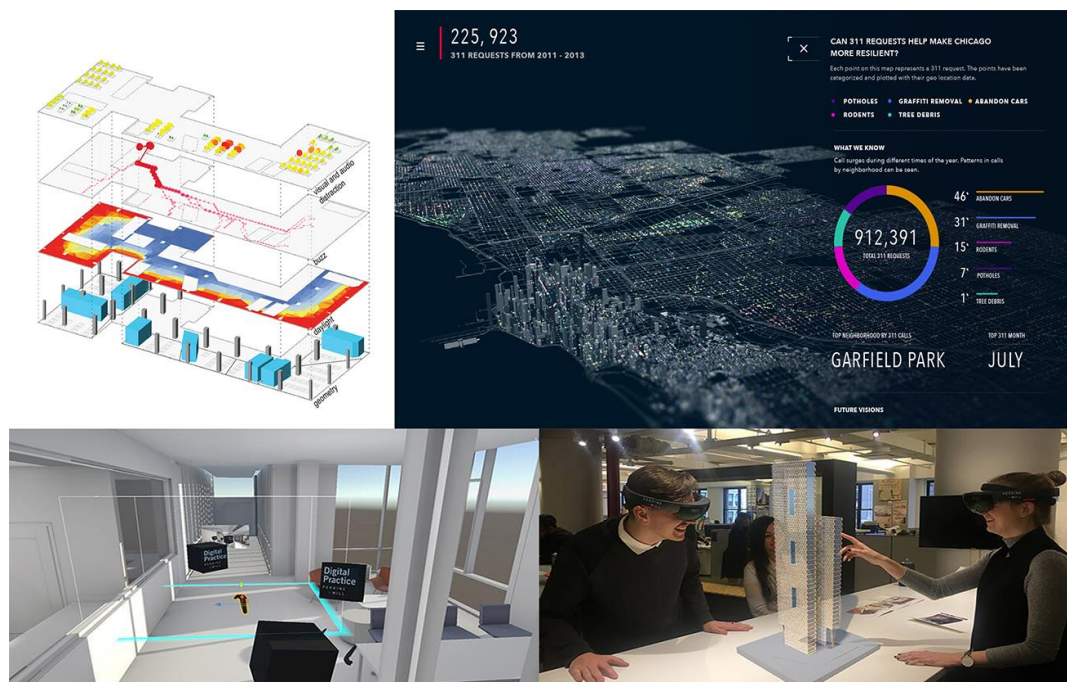 visual and audio
distraction
buzz
daylight
geometry
225, 923
311 REQUESTS FROM 2011 - 2013
CAN 311 REQUESTS HELP MAKE CHICAGO
MORE RESILIENT?
Each point on this map represents a 311 request. The points have been
categorized and plotted with their geo location data.
POTHOLES GRAFFITI REMOVAL ABANDON CARS
RODENTS TREE DEBRIS
WHAT WE KNOW
Call surges during different times of the year. Patterns in calls
by neighborhood can be seen.
912,391
TOTAL 311 REQUESTS
46% ABANDON CARS
31% GRAFFITI REMOVAL
15% RODENTS
7% POTHOLES
1% TREE DEBRIS
TOP NEIGHBORHOOD BY 311 CALLS
GARFIELD PARK
TOP 311 MONTH
JULY
FUTURE VISIONS
Digital
Practice
Digital
Practice
PERKINS
+WILL